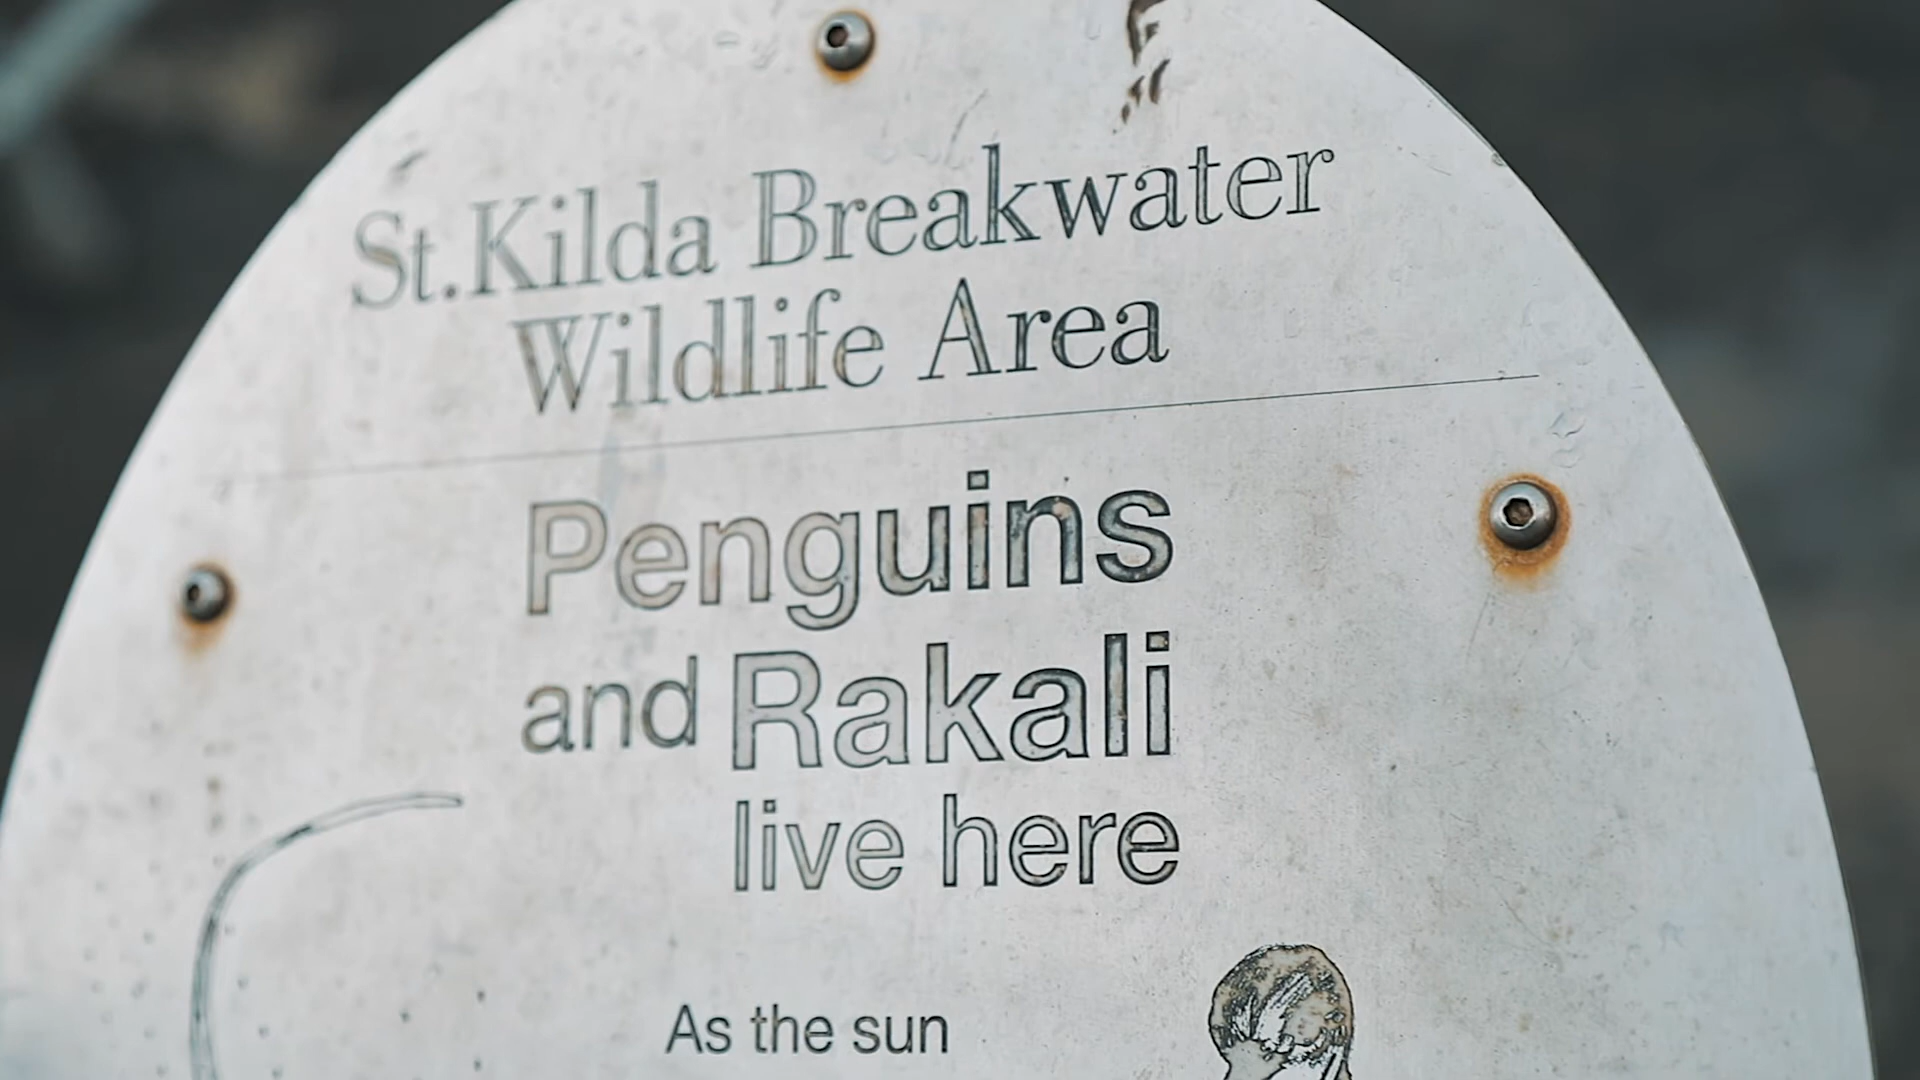 St.Kilda Breakwater
Wildlife Area
Penguins
and Rakali
live here
As the sun